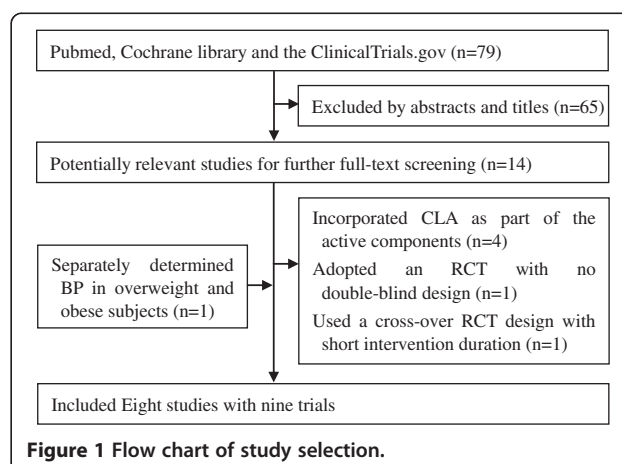 Pubmed, Cochrane library and the ClinicalTrials.gov (n=79)
Excluded by abstracts and titles (n=65)
Potentially relevant studies for further full-text screening (n=14)
Incorporated CLA as part of the
active components (n=4)
Adopted an RCT with no
double-blind design (n=1)
Used a cross-over RCT design with
short intervention duration (n=1)
Separately determined
BP in overweight and
obese subjects (n=1)
Included Eight studies with nine trials
Figure 1 Flow chart of study selection.